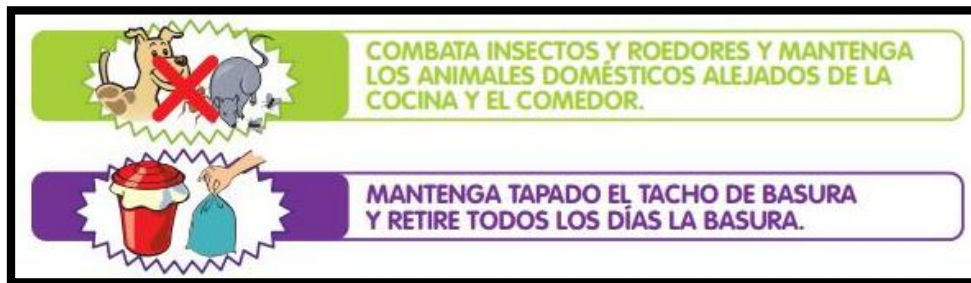 COMBATA INSECTOS Y ROEDORES Y MANTENGA
LOS ANIMALES DOMÉSTICOS ALEJADOS DE LA
COCINA Y EL COMEDOR.
MANTENGA TAPADO EL TACHO DE BASURA
Y RETIRE TODOS LOS DÍAS LA BASURA.